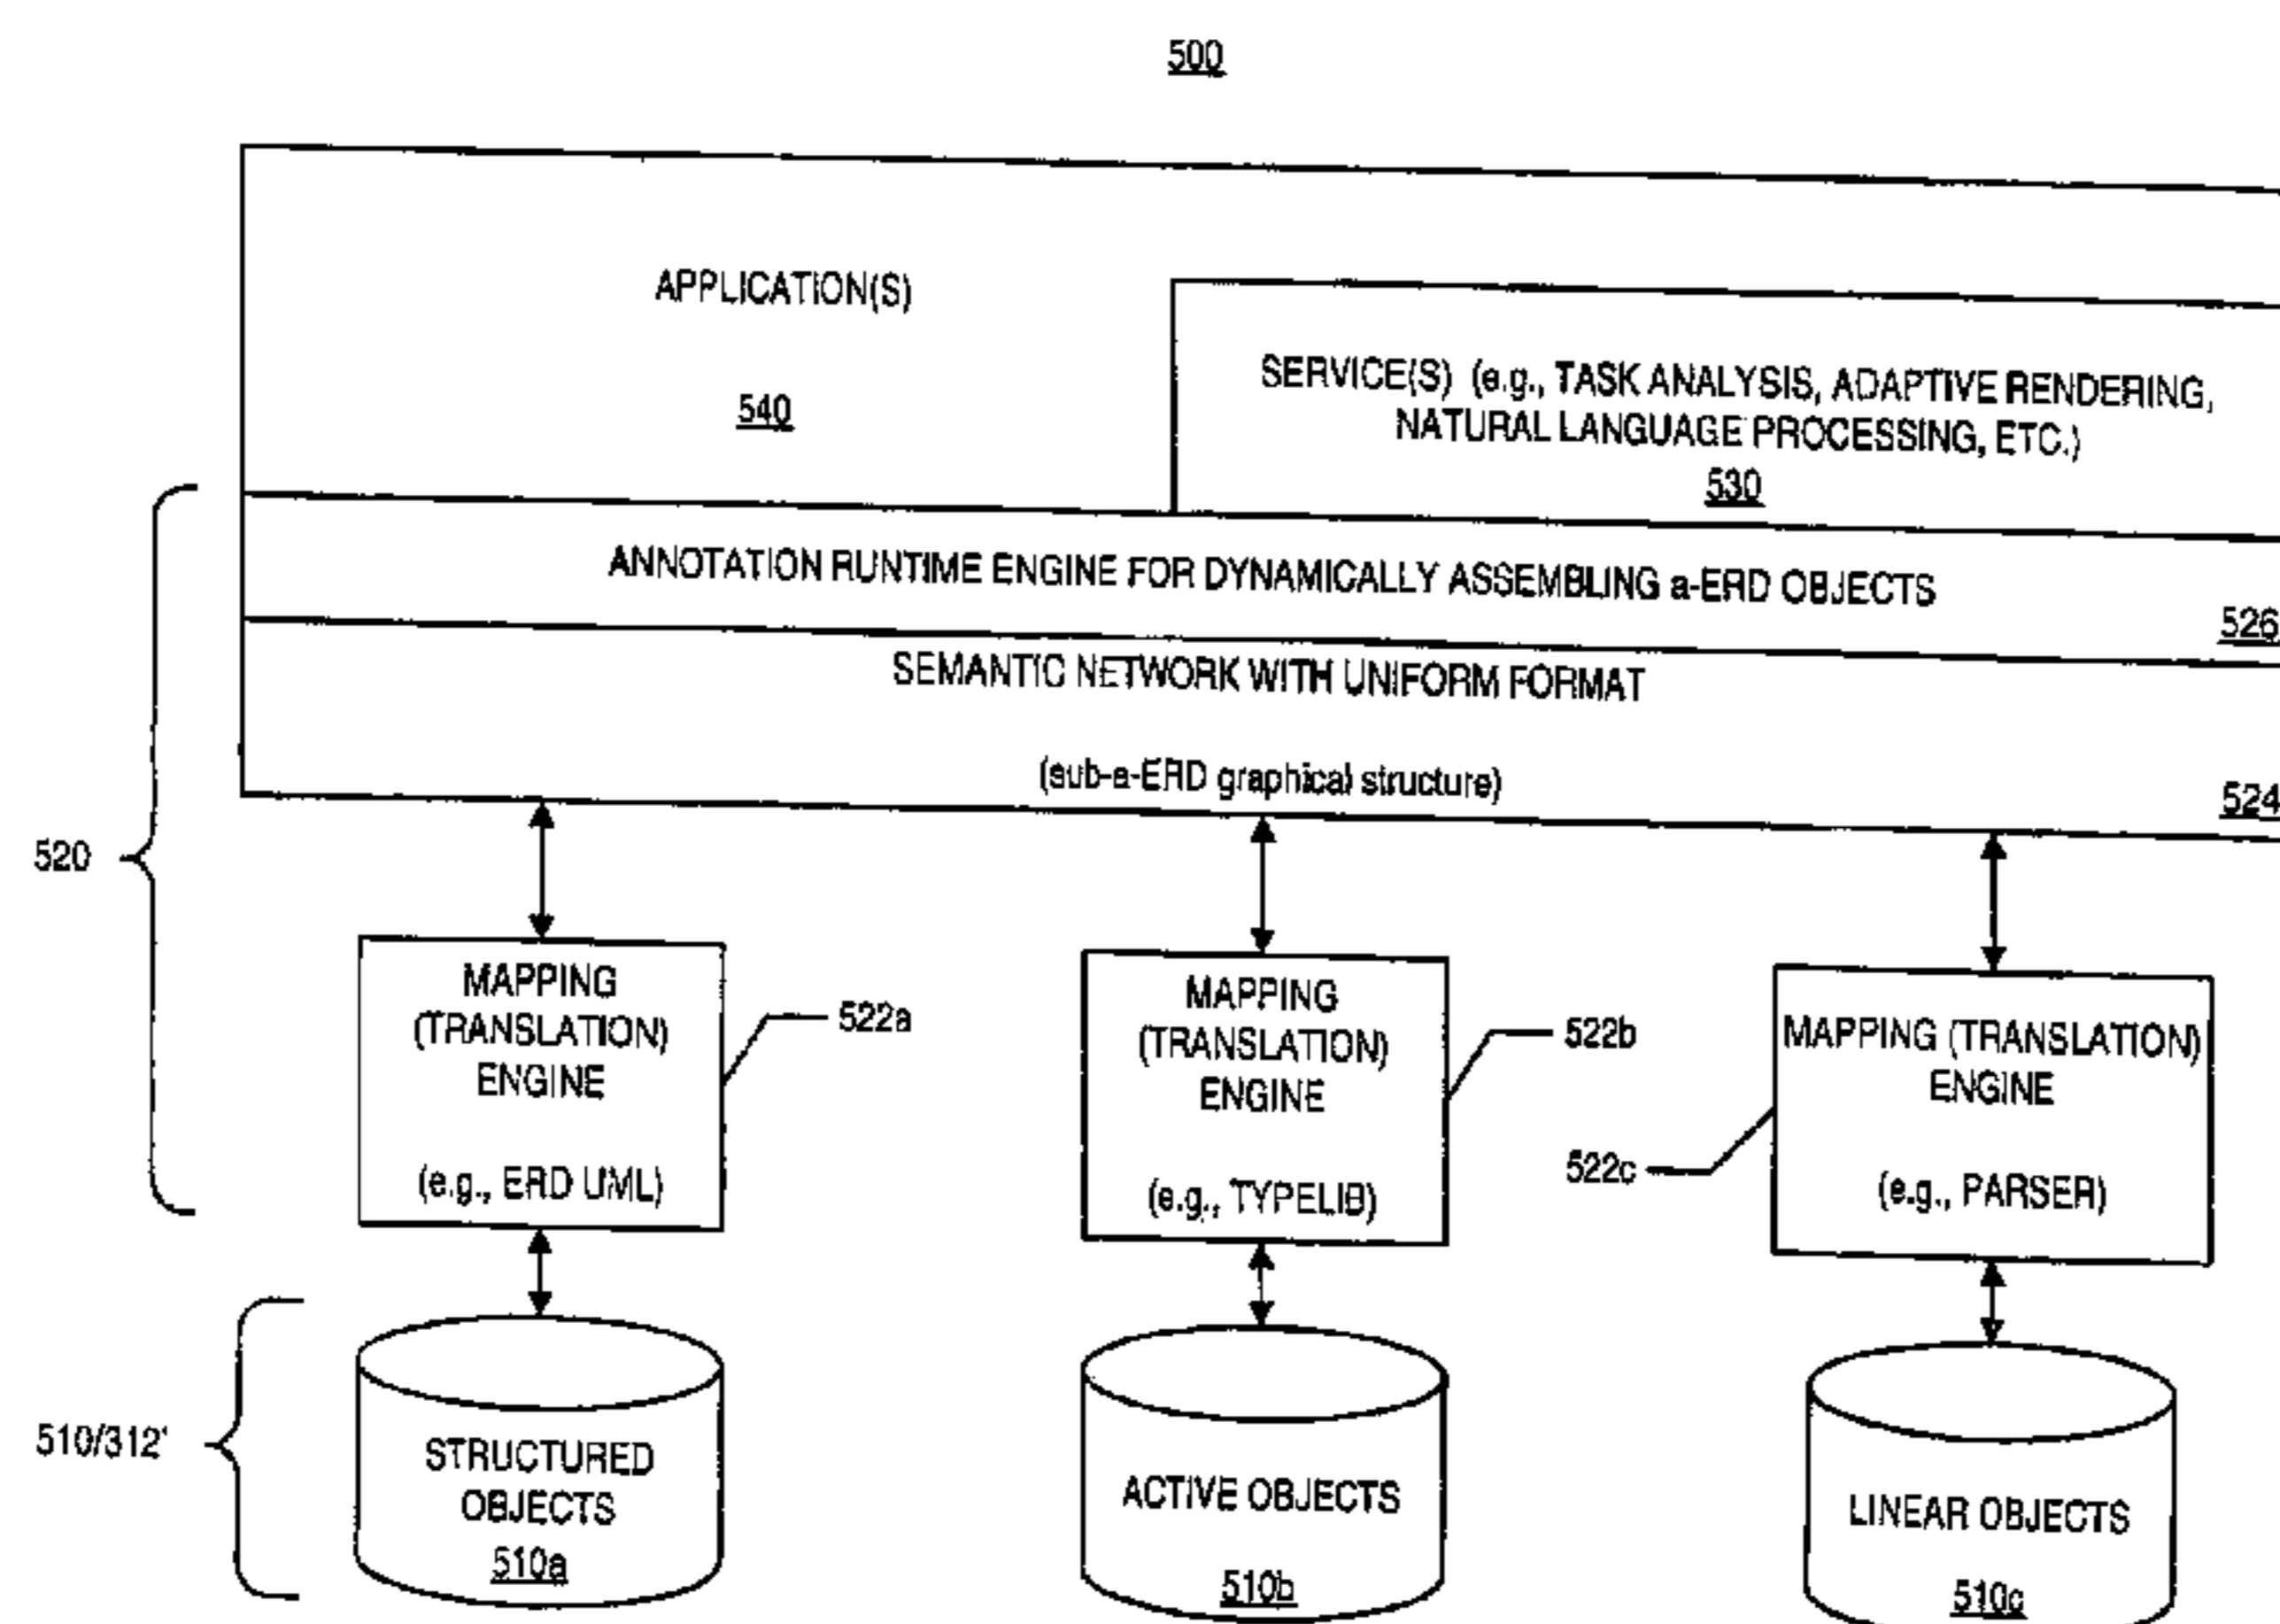 500
APPLICATION(S)
540
SERVICE(S) (e.g., TASK ANALYSIS, ADAPTIVE RENDERING,
NATURAL LANGUAGE PROCESSING, ETC.)
530
ANNOTATION RUNTIME ENGINE FOR DYNAMICALLY ASSEMBLING a-ERD OBJECTS
526
SEMANTIC NETWORK WITH UNIFORM FORMAT
(sub-a-ERD graphical structure)
524
520
MAPPING
(TRANSLATION)
ENGINE
(e.g., ERD UML)
522a
MAPPING
(TRANSLATION)
ENGINE
(e.g., TYPELIB)
522b
MAPPING (TRANSLATION)
ENGINE
(e.g., PARSER)
522c
510/312'
STRUCTURED
OBJECTS
510a
ACTIVE OBJECTS
510b
LINEAR OBJECTS
510c